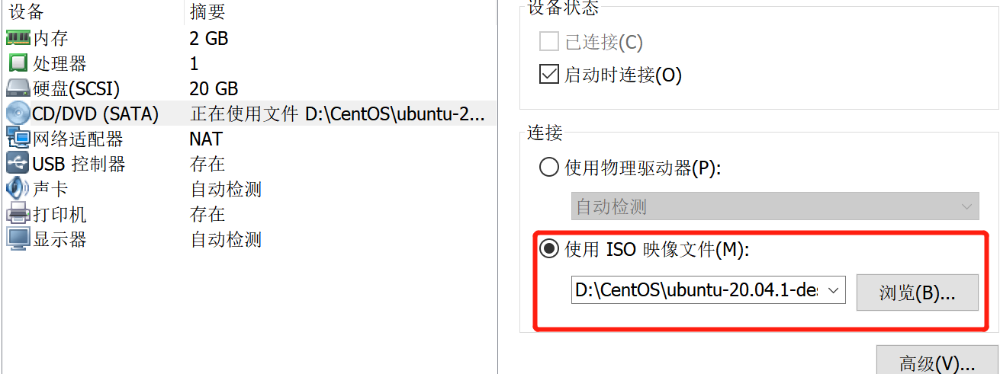 设备 摘要
内存 2 GB
处理器 1
硬盘(SCSI) 20 GB
CD/DVD (SATA) 正在使用文件 D:\CentOS\ubuntu-2...
网络适配器 NAT
USB 控制器 存在
声卡 自动检测
打印机 存在
显示器 自动检测
设备状态
已连接(C)
启动时连接(O)
连接
使用物理驱动器(P):
自动检测
使用 ISO 映像文件(M):
D:\CentOS\ubuntu-20.04.1-des
浏览(B)...
高级(V)...